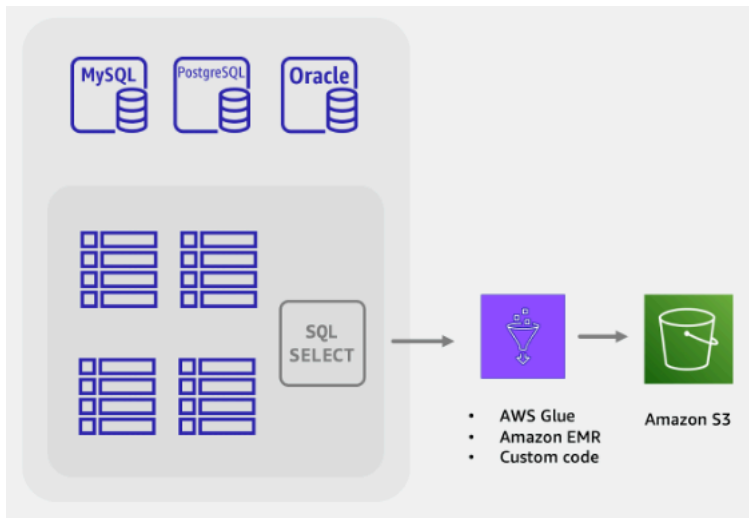 MySQL
PostgreSQL
Oracle
SQL
SELECT
• AWS Glue
• Amazon EMR
• Custom code
Amazon S3